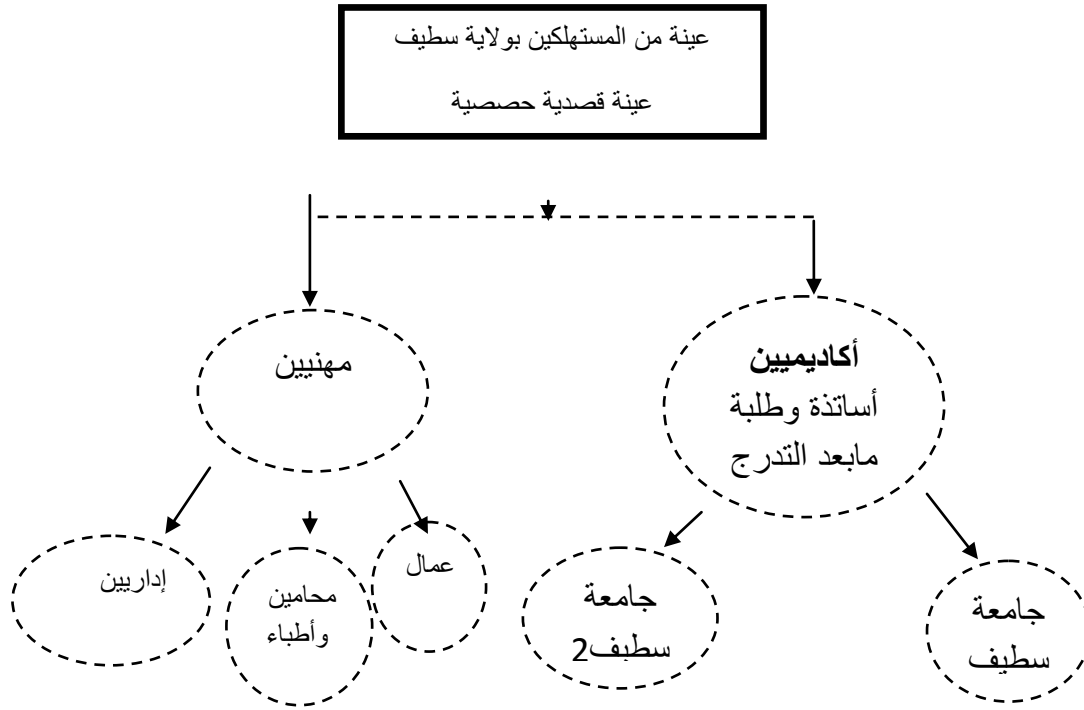 عينة من المستهلكين بولاية سطيف
عينة قصدية حصصية
أكاديميين
أساتذة وطلبة
مابعد التدرج
مهنيين
جامعة
سطيف
جامعة
سطيف2
عمال
محامين
وأطباء
إداريين